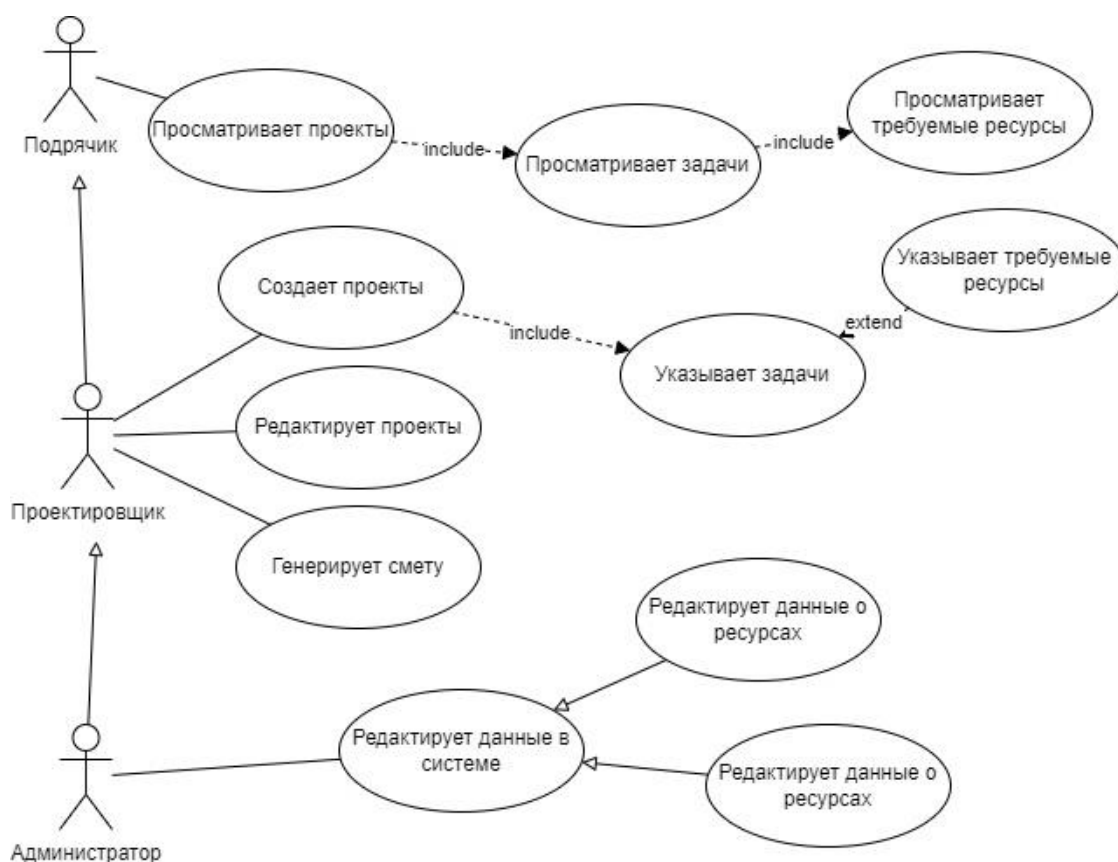 Подрячик
Просматривает проекты
include
Просматривает задачи
include
Просматривает
требуемые ресурсы
Создает проекты
include
Указывает задачи
extend
Указывает требуемые
ресурсы
Проектировщик
Редактирует проекты
Генерирует смету
Администратор
Редактирует данные в
системе
Редактирует данные о
ресурсах
Редактирует данные о
ресурсах